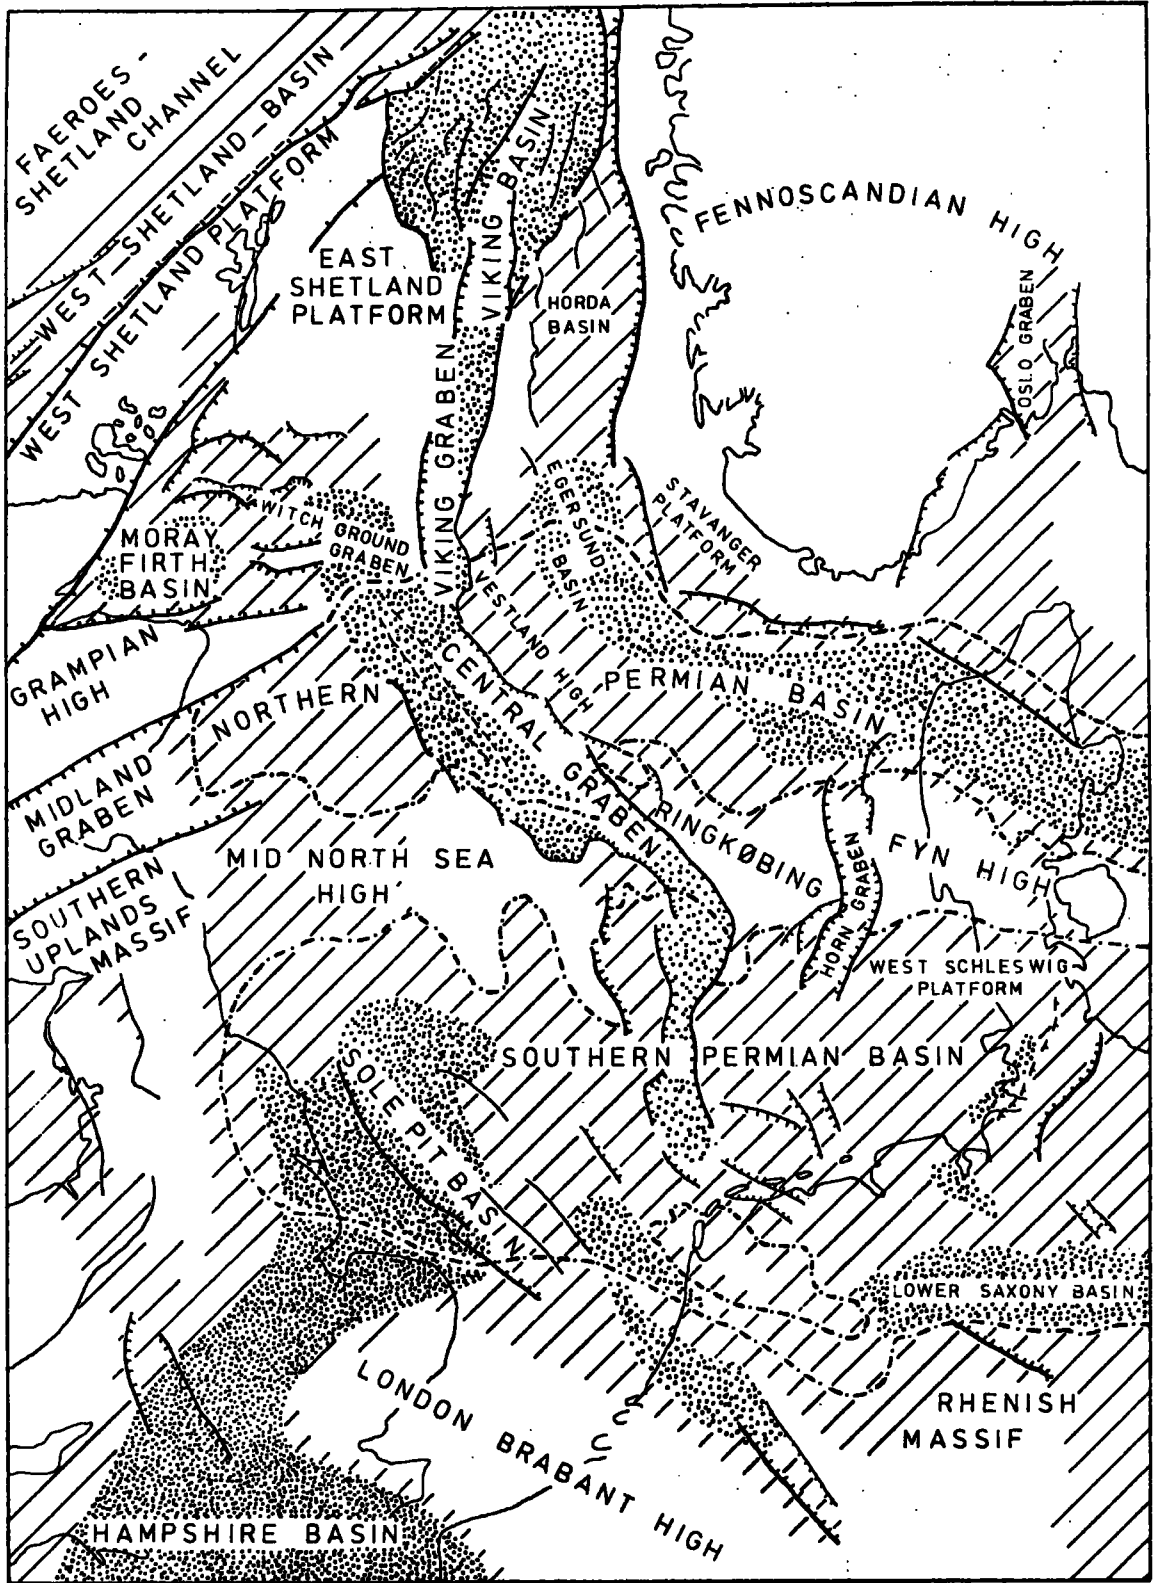 FAEROES-
SHETLAND
CHANNEL
WEST-SHETLAND-BASIN
WEST SHETLAND PLATFORM
EAST
SHETLAND
PLATFORM
VIKING BASIN
HORDA
BASIN
FENNOSCANDIAN HIGH
OSLO GRABEN
VIKING GRABEN
VIKING GRABEN
WITCH GROUND
GRABEN
MORAY
FIRTH
BASIN
EGERSUND
BASIN
STAVANGER
PLATFORM
VESTLAND HIGH
GRAMPIAN
HIGH
NORTHERN
PERMIAN BASIN
CENTRAL GRABEN
MIDLAND
GRABEN
MID NORTH SEA
HIGH
RINGKØBING
FYN HIGH
HORN GRABEN
SOUTHERN
UPLANDS
MASSIF
WEST SCHLESWIG
PLATFORM
SOUTHERN PERMIAN BASIN
SOLE PIT BASIN
LOWER SAXONY BASIN
LONDON BRABANT HIGH
RHENISH
MASSIF
HAMPSHIRE BASIN